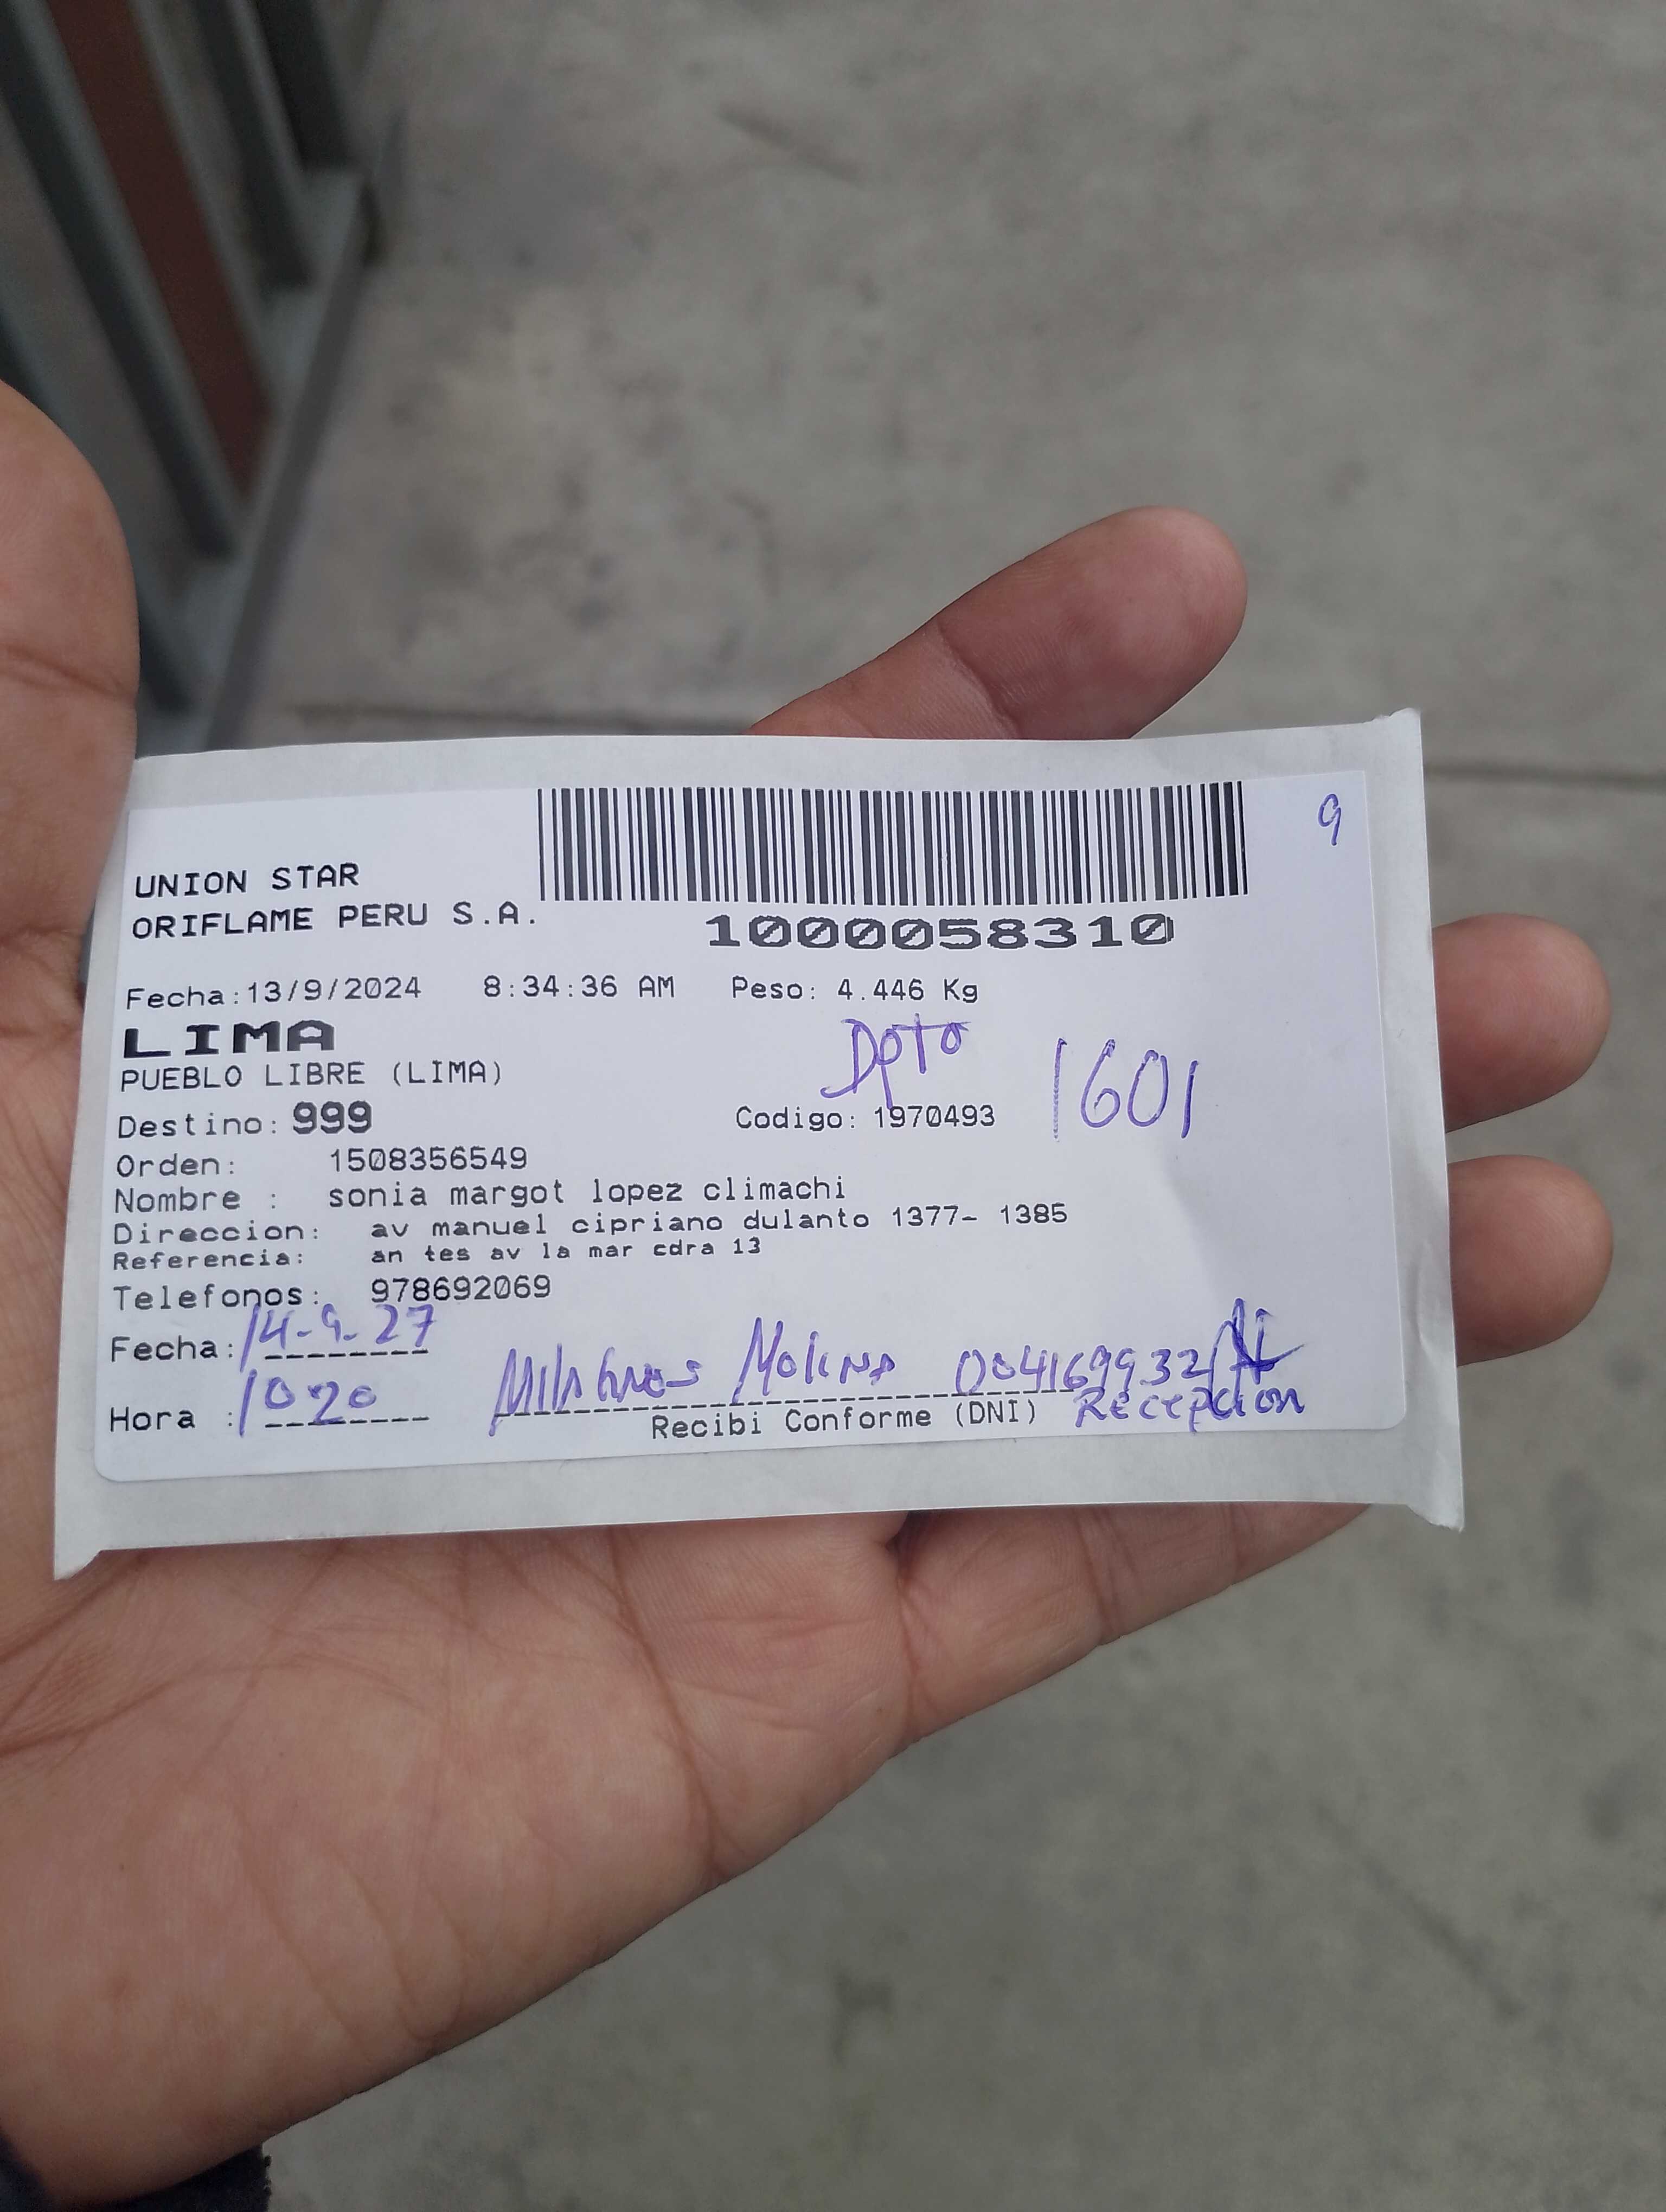 9
UNION STAR
ORIFLAME PERU S.A.
1000058310
Fecha:13/9/2024 8:34:36 AM Peso: 4.446 Kg
LIMA
Dpto 1601
PUEBLO LIBRE (LIMA)
Destino: 999 Codigo: 1970493
Orden: 1508356549
Nombre : sonia margot lopez climachi
Direccion: av manuel cipriano dulanto 1377- 1385
Referencia: an tes av la mar cdra 13
Telefonos: 978692069
Fecha: 14-9-27
Milagros Molina 004169932
Hora : 10:20
Recibi Conforme (DNI) Recepcion